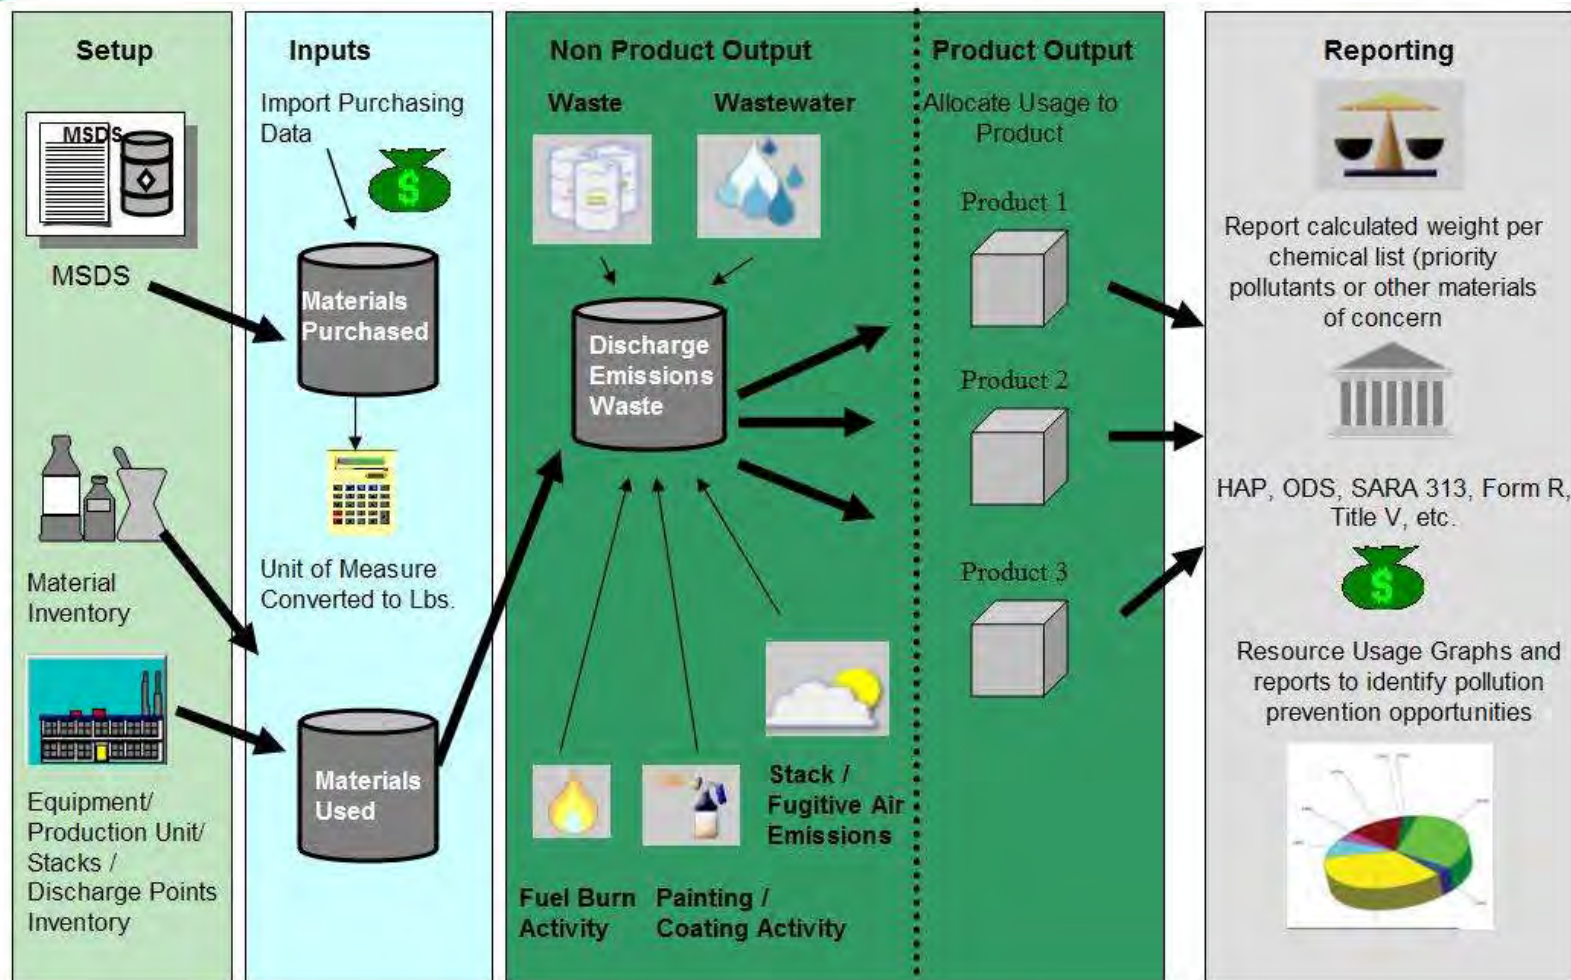 Setup
MSDS
MSDS
Material
Inventory
Equipment/
Production Unit/
Stacks /
Discharge Points
Inventory
Inputs
Import Purchasing
Data
$
Materials
Purchased
Unit of Measure
Converted to Lbs.
Materials
Used
Non Product Output
Waste
Wastewater
Discharge
Emissions
Waste
Stack /
Fugitive Air
Emissions
Fuel Burn
Activity
Painting /
Coating Activity
Product Output
Allocate Usage to
Product
Product 1
Product 2
Product 3
Reporting
Report calculated weight per
chemical list (priority
pollutants or other materials
of concern
HAP, ODS, SARA 313, Form R,
Title V, etc.
$
Resource Usage Graphs and
reports to identify pollution
prevention opportunities